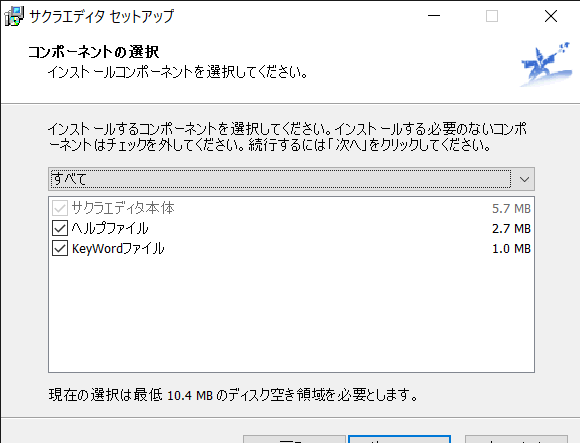 サクラエディタ セットアップ
コンポーネントの選択
インストールコンポーネントを選択してください。
インストールするコンポーネントを選択してください。インストールする必要のないコンポ
ーネントはチェックを外してください。続行するには「次へ」をクリックしてください。
すべて
サクラエディタ本体 5.7 MB
ヘルプファイル 2.7 MB
KeyWordファイル 1.0 MB
現在の選択は最低 10.4 MB のディスク空き領域を必要とします。